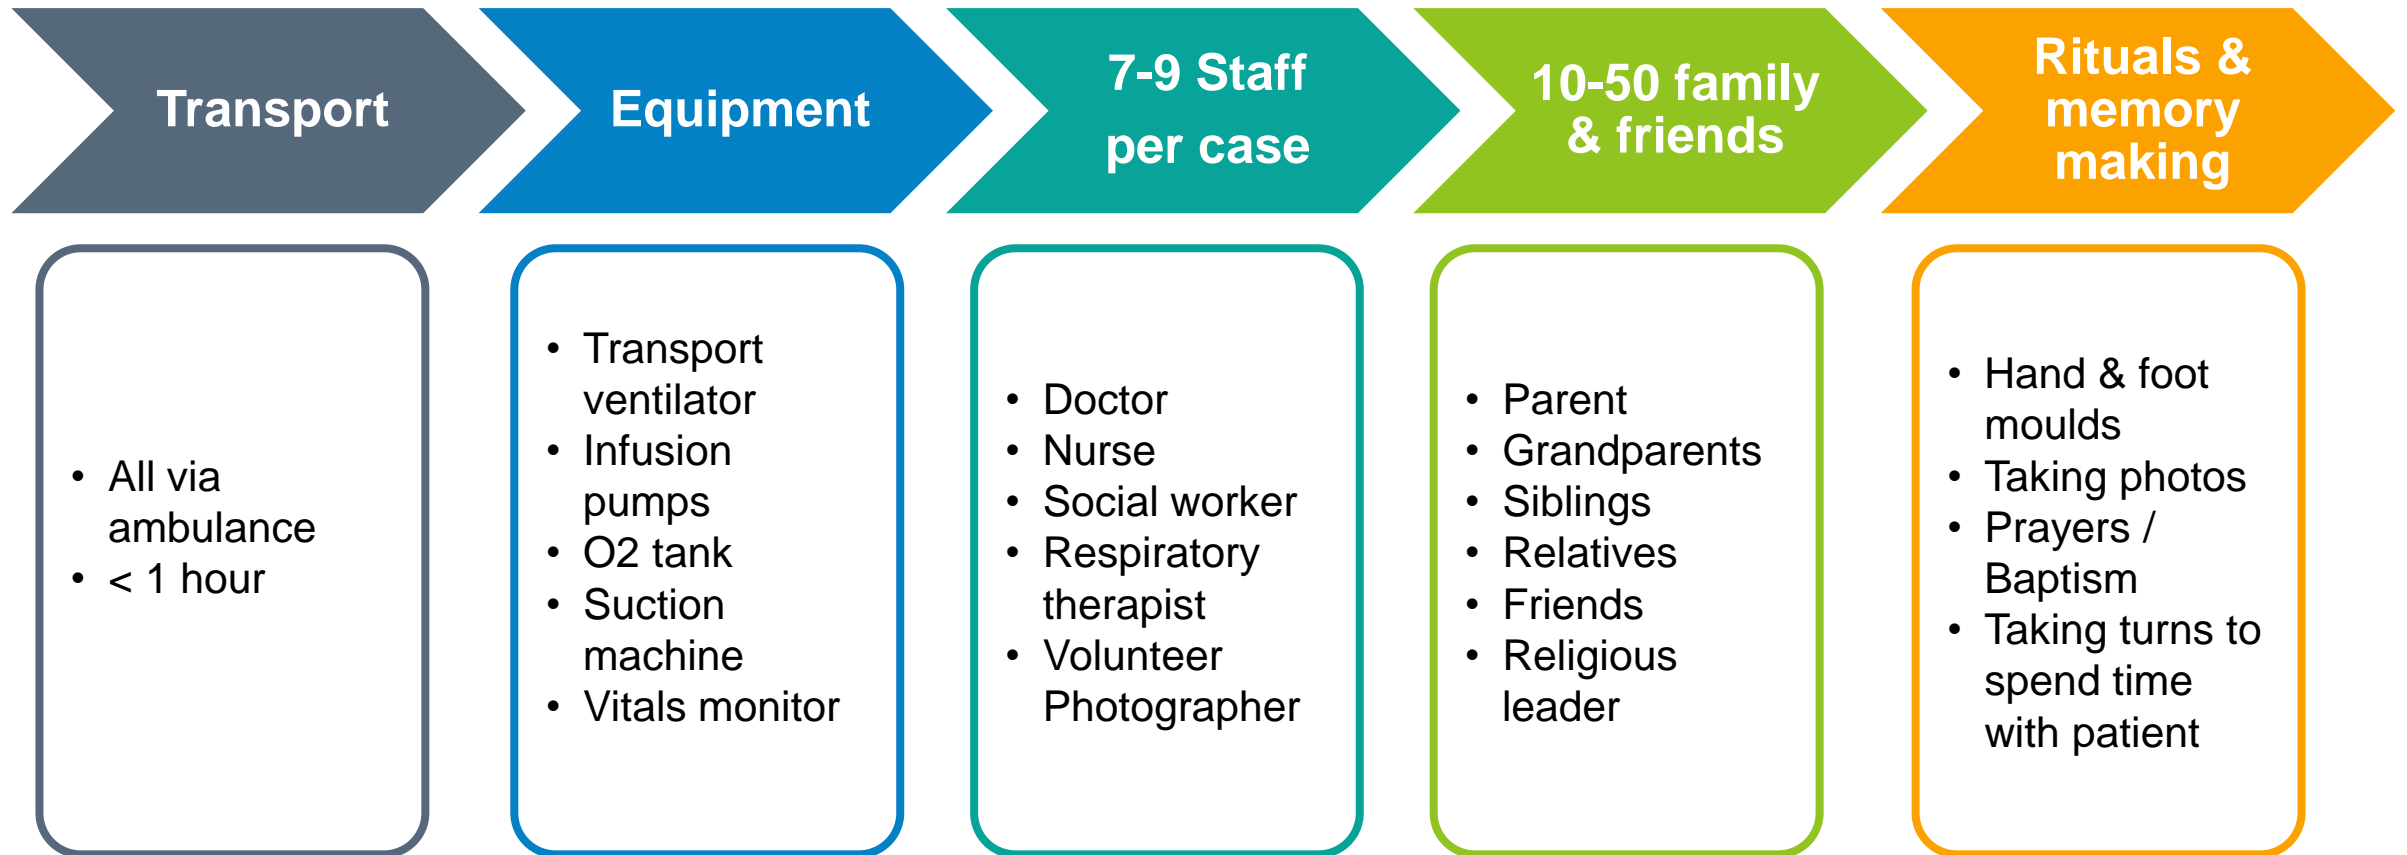 Transport
Equipment
7-9 Staff
per case
10-50 family
& friends
Rituals &
memory
making
• All via
ambulance
• < 1 hour
• Transport
ventilator
• Infusion
pumps
• O2 tank
• Suction
machine
• Vitals monitor
• Doctor
• Nurse
• Social worker
• Respiratory
therapist
• Volunteer
Photographer
• Parent
• Grandparents
• Siblings
• Relatives
• Friends
• Religious
leader
• Hand & foot
moulds
• Taking photos
• Prayers /
Baptism
• Taking turns to
spend time
with patient